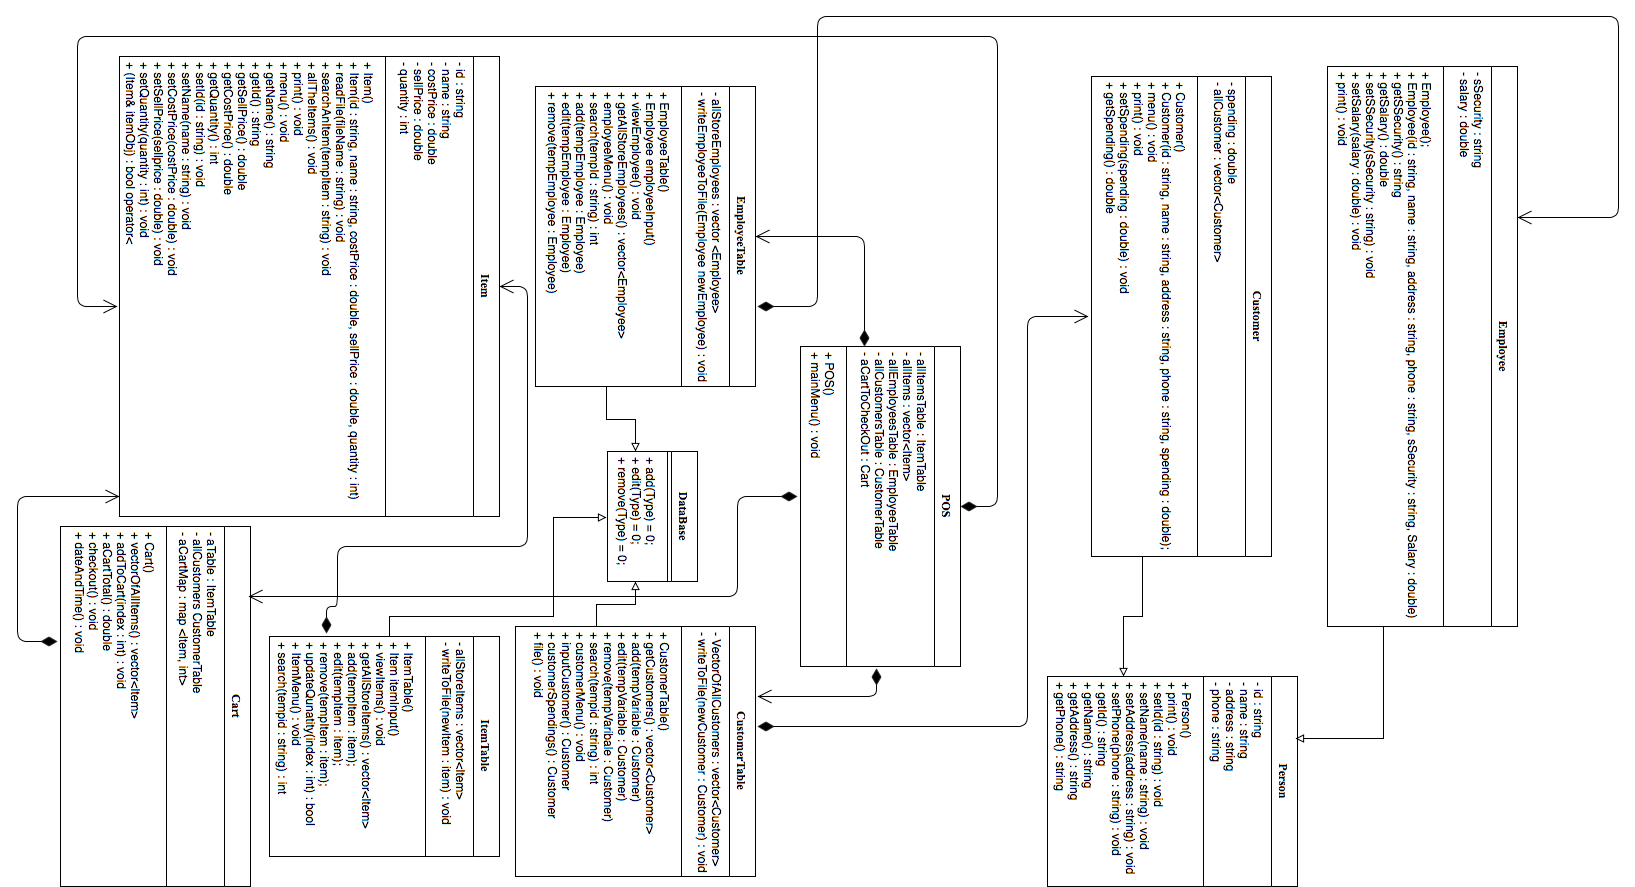 Employee
- sSecurity : string
- salary : double
+ Employee();
+ Employee(id : string, name : string, address : string, phone : string, sSecurity : string, Salary : double)
+ getSSecurity() : string
+ getSalary() : double
+ setSSecurity(sSecurity : string) : void
+ setSalary(salary : double) : void
+ print() : void
Customer
- spending : double
- allCustomer : vector<Customer>
+ Customer()
+ Customer(id : string, name : string, address : string, phone : string, spending : double);
+ menu() : void
+ print() : void
+ setSpending(spending : double) : void
+ getSpending() : double
Person
- id : string
- name : string
- address : string
- phone : string
+ Person()
+ print() : void
+ setId(id : string) : void
+ setName(name : string) : void
+ setAddress(address : string) : void
+ setPhone(phone : string) : void
+ getId() : string
+ getName() : string
+ getAddress() : string
+ getPhone() : string
POS
- allItemsTable : ItemTable
- allItems : vector<Item>
- allEmployeesTable : EmployeeTable
- allCustomersTable : CustomerTable
- aCartToCheckOut : Cart
+ POS()
+ mainMenu() : void
EmployeeTable
- allStoreEmployees : vector <Employee>
- writeEmployeeToFile(Employee newEmployee) : void
+ EmployeeTable()
+ Employee employeeInput()
+ viewEmployee() : void
+ getAllStoreEmployees() : vector<Employee>
+ employeeMenu() : void
+ search(tempId : string) : int
+ add(tempEmployee : Employee)
+ edit(tempEmployee : Employee)
+ remove(tempEmployee : Employee)
DataBase
+ add(Type) = 0;
+ edit(Type) = 0;
+ remove(Type) = 0;
CustomerTable
- VectorOfAllCustomers : vector<Customer>
- writeToFile(newCustomer : Customer) : void
+ CustomerTable()
+ getCustomers() : vector<Customer>
+ add(tempVariable : Customer)
+ edit(tempVariable : Customer)
+ remove(tempVaribale : Customer)
+ search(tempid : string) : int
+ customerMenu() : void
+ inputCustomer() : Customer
+ customerSpendings() : Customer
+ file() : void
Item
- id : string
- name : string
- costPrice : double
- sellPrice : double
- quantity : int
+ Item()
+ Item(id : string, name : string, costPrice : double, sellPrice : double, quantity : int)
+ readFile(fileName : string) : void
+ searchAnItem(tempItem : string) : void
+ allTheItems() : void
+ print() : void
+ menu() : void
+ getName() : string
+ getId() : string
+ getSellPrice() : double
+ getCostPrice() : double
+ getQuantity() : int
+ setId(id : string) : void
+ setName(name : string) : void
+ setCostPrice(costPrice : double) : void
+ setSellPrice(sellprice : double) : void
+ setQuantity(quantity : int) : void
+ (Item& itemObj) : bool operator<
ItemTable
- allStoreItems : vector<Item>
- writeToFile(newItem : item) : void
+ ItemTable()
+ Item itemInput()
+ viewItems() : void
+ getAllStoreItems() : vector<Item>
+ add(tempItem : item);
+ edit(tempItem : item);
+ remove(tempItem : item);
+ updateQunatity(index : int) : bool
+ ItemMenu() : void
+ search(tempid : string) : int
Cart
- aTable : ItemTable
- allCustomers CustomerTable
- aCartMap : map <Item, int>
+ Cart()
+ vectorOfAllItems() : vector<Item>
+ addToCart(index : int) : void
+ aCartTotal() : double
+ checkout() : void
+ dateAndTime() : void